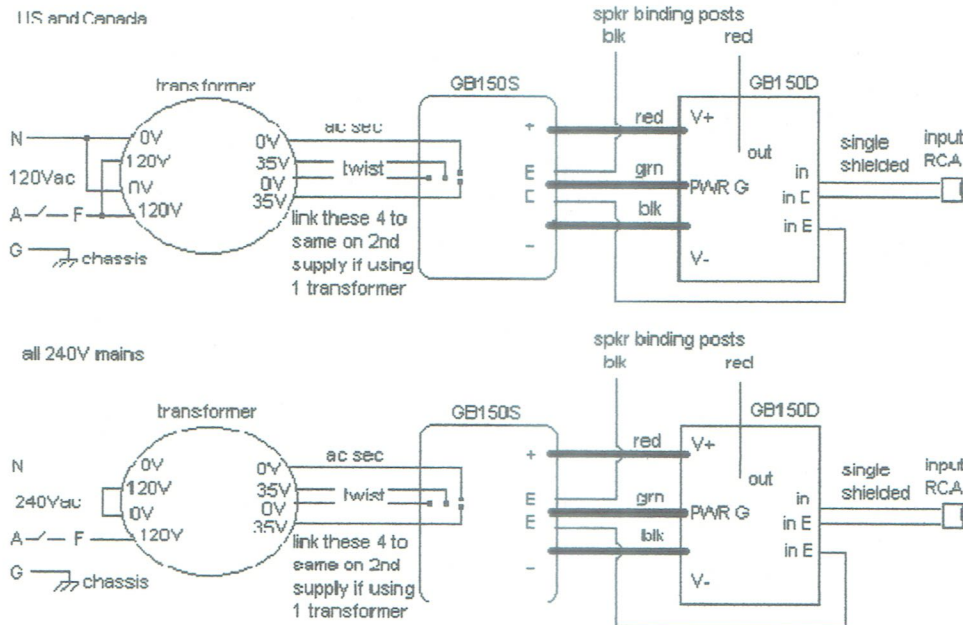 US and Canada
spkr binding posts
blk red
transformer
GB150S
GB150D
N
0V
120V
0V
120V
120Vac
A F
G chassis
0V
35V
0V
35V
ac sec
twist
link these 4 to
same on 2nd
supply if using
1 transformer
+
E
C
-
red
grn
blk
V+
out
PWR G
V-
in
in C
in E
single
shielded
input
RCA
all 240V mains
spkr binding posts
blk red
transformer
GB150S
GB150D
N
0V
120V
0V
120V
240Vac
A F
G chassis
0V
35V
0V
35V
ac sec
twist
link these 4 to
same on 2nd
supply if using
1 transformer
+
E
E
-
red
grn
blk
V+
out
PWR G
V-
in
in E
in E
single
shielded
input
RCA